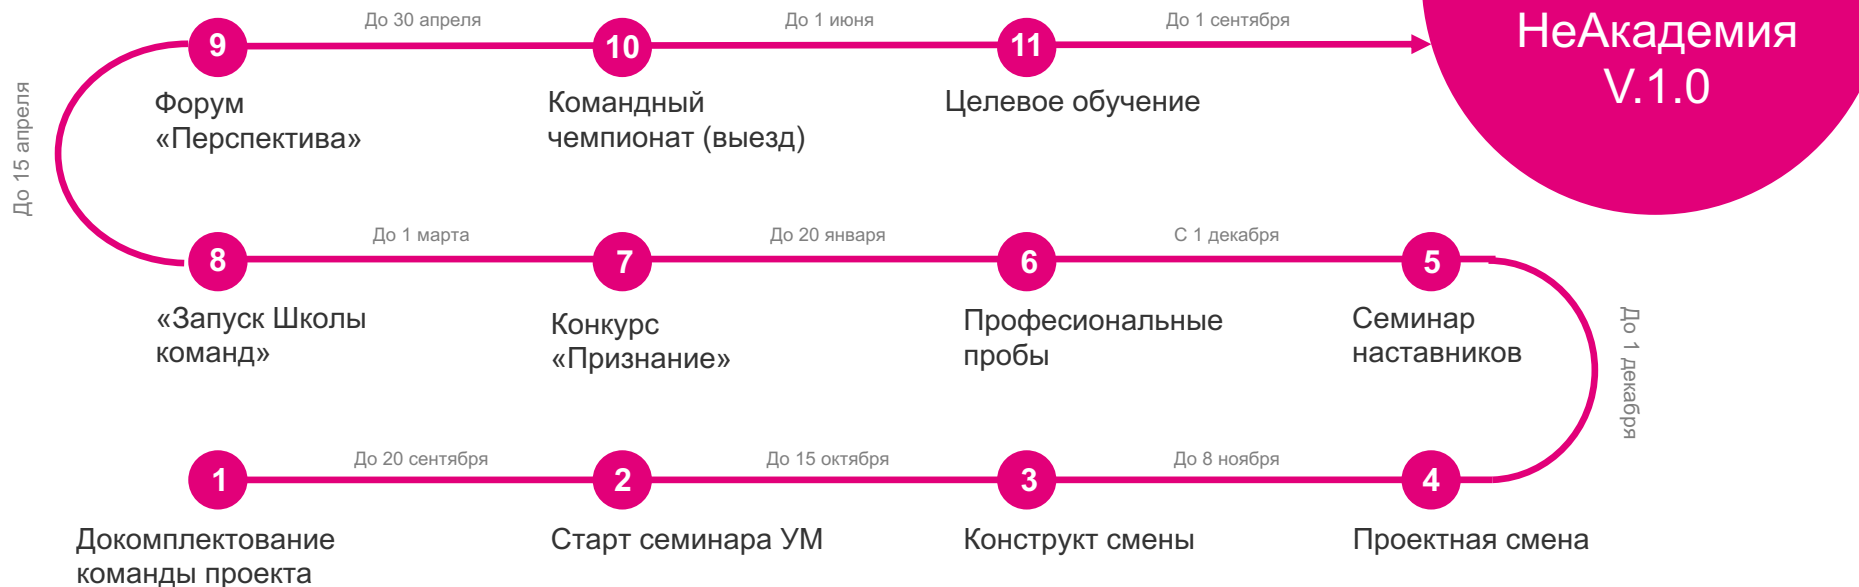 До 30 апреля
До 1 июня
До 1 сентября
НеАкадемия
V.1.0
9
10
11
Форум
«Перспектива»
Командный
чемпионат (выезд)
Целевое обучение
До 15 апреля
До 1 марта
До 20 января
С 1 декабря
8
7
6
5
«Запуск Школы
команд»
Конкурс
«Признание»
Професиональные
пробы
Семинар
наставников
До 1 декабря
До 20 сентября
До 15 октября
До 8 ноября
1
2
3
4
Докомплектование
команды проекта
Старт семинара УМ
Конструкт смены
Проектная смена